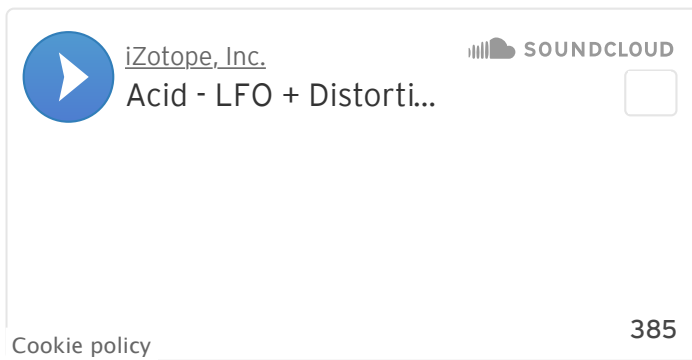 iZotope, Inc.
SOUNDCLOUD
Acid - LFO + Distorti...
385
Cookie policy